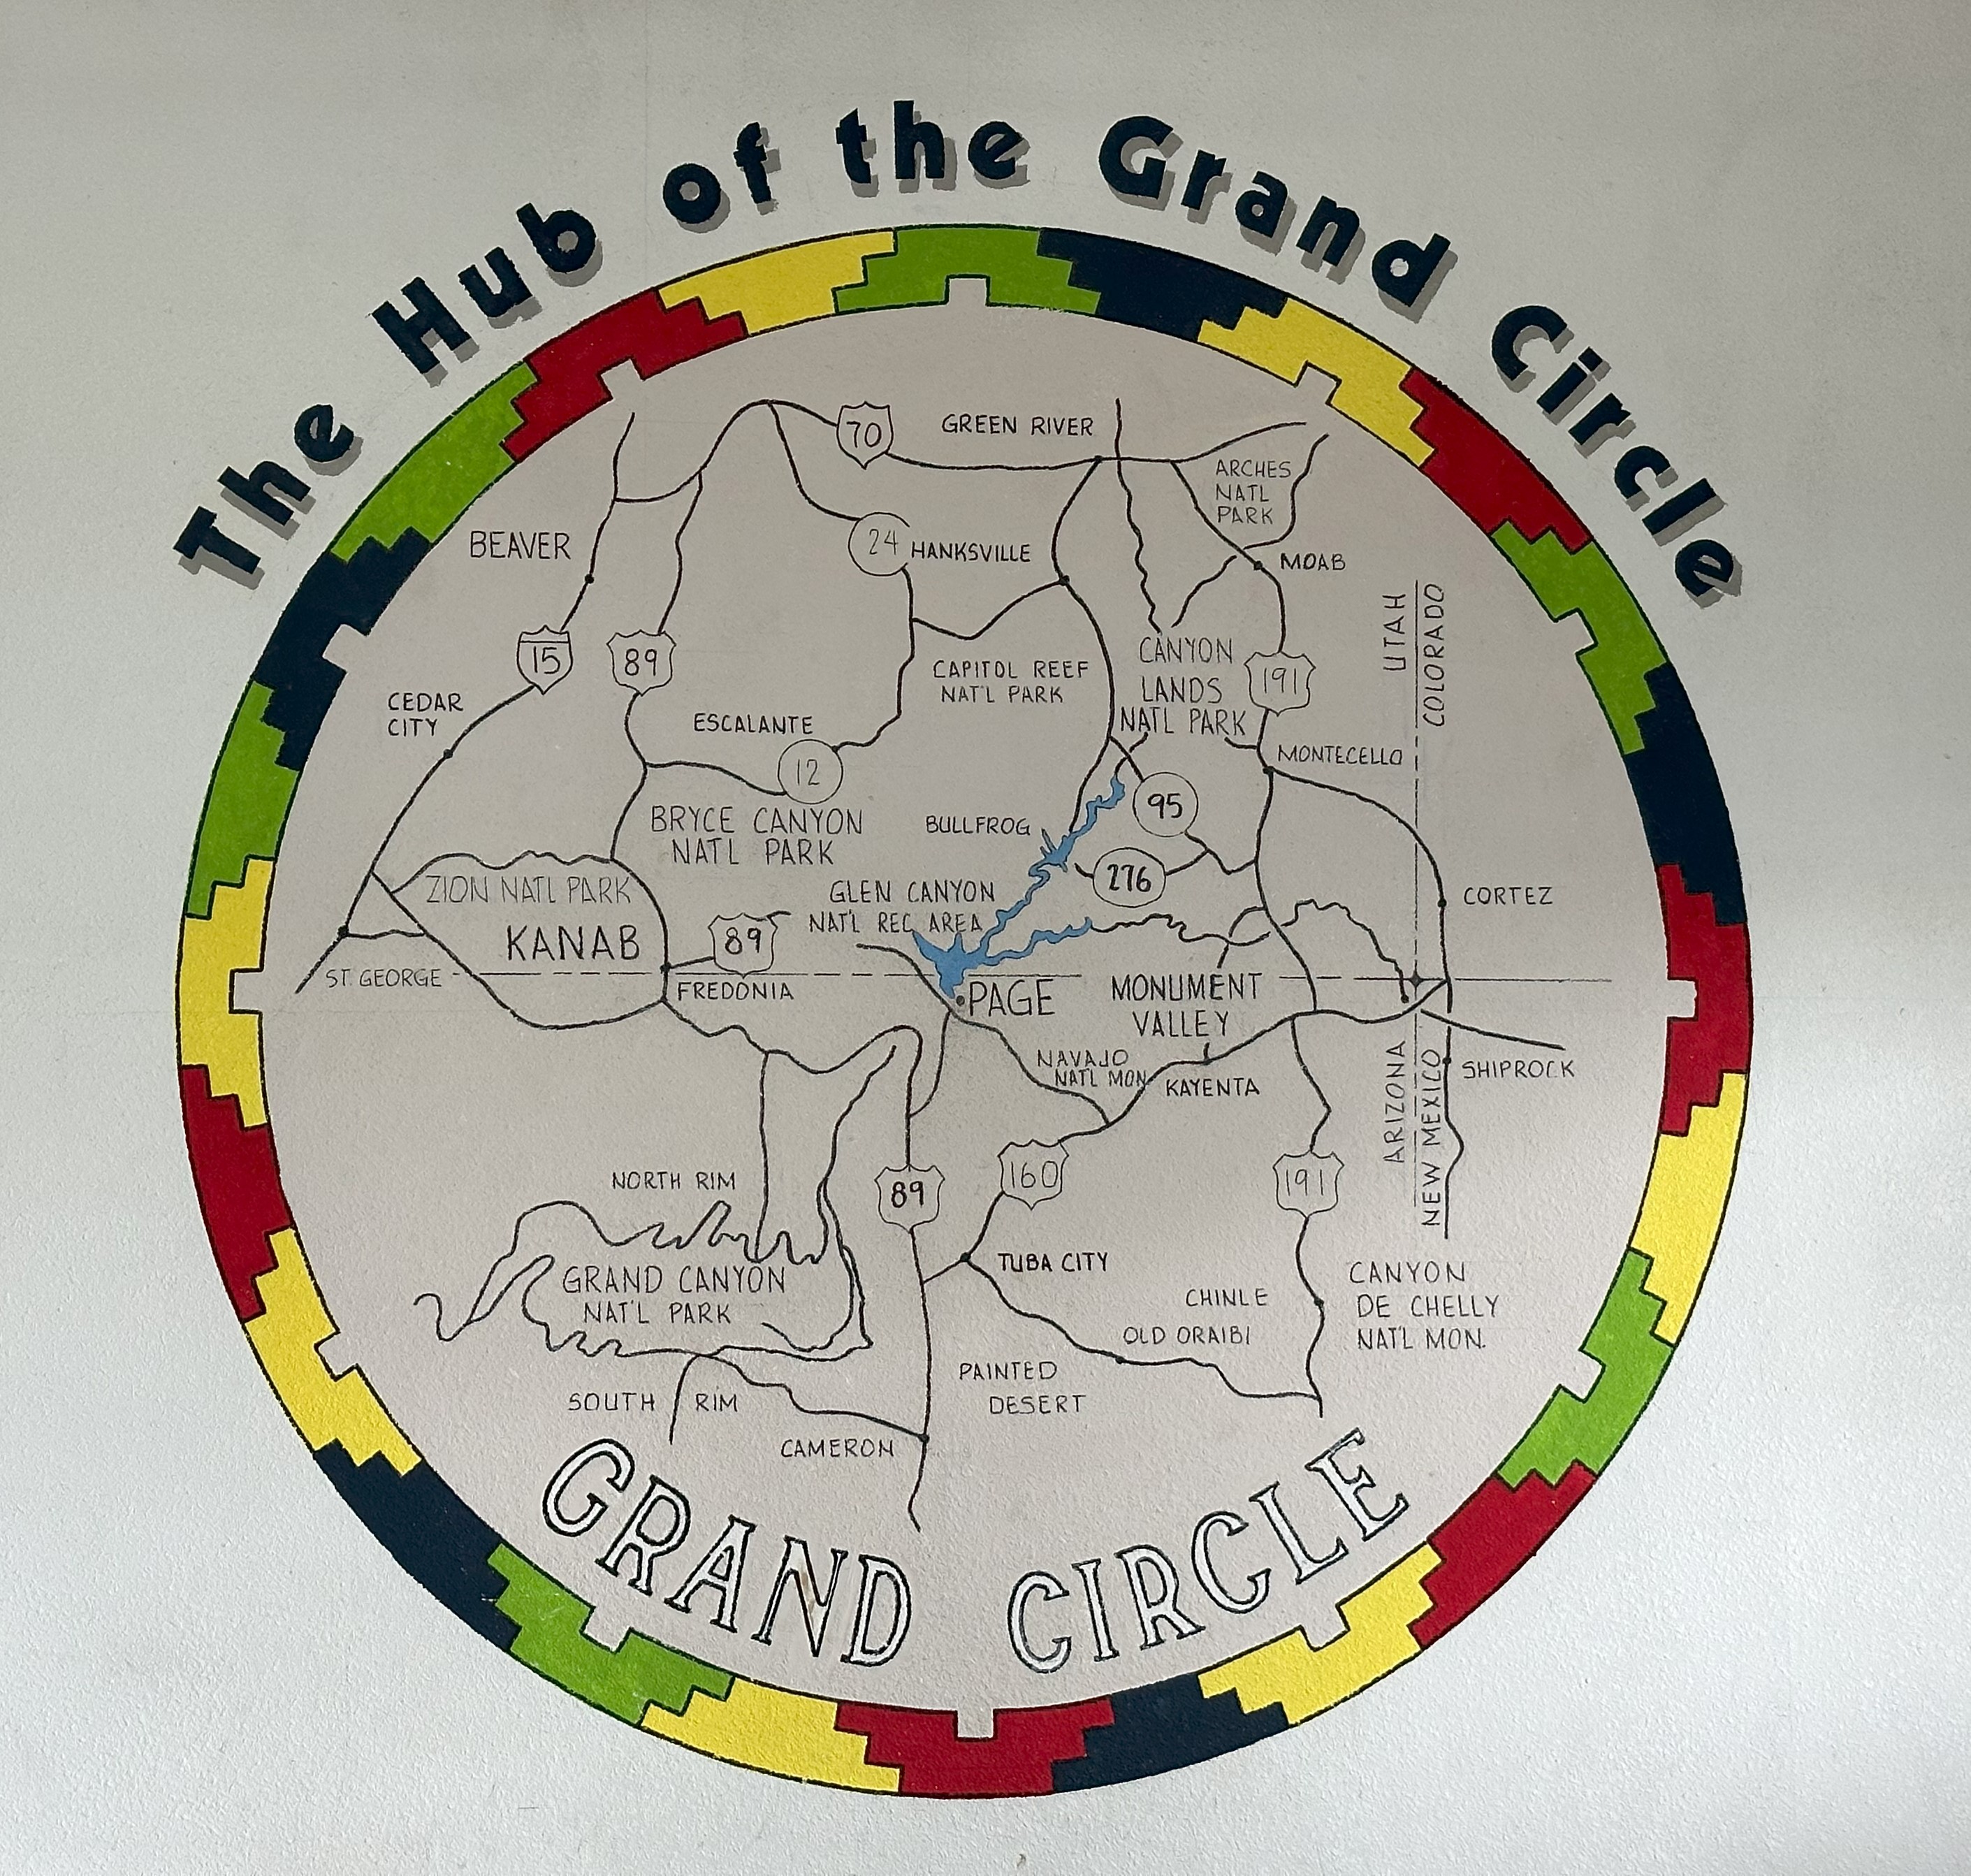 The Hub of the Grand Circle
70
GREEN RIVER
ARCHES
NATL
PARK
BEAVER
24
HANKSVILLE
MOAB
UTAH
COLORADO
15
89
CANYON
LANDS
NATL PARK
191
CAPITOL REEF
NAT'L PARK
CEDAR
CITY
ESCALANTE
12
MONTECELLO
95
BRYCE CANYON
NATL PARK
BULLFROG
276
ZION NATL PARK
GLEN CANYON
NAT'L REC AREA
CORTEZ
KANAB
89
ST. GEORGE
FREDONIA
PAGE
MONUMENT
VALLEY
NAVAJO
NAT'L MON
KAYENTA
ARIZONA
NEW MEXICO
SHIPROCK
NORTH RIM
89
160
191
TUBA CITY
GRAND CANYON
NAT'L PARK
CHINLE
CANYON
DE CHELLY
NAT'L MON.
OLD ORAIBI
PAINTED
DESERT
SOUTH RIM
CAMERON
GRAND CIRCLE